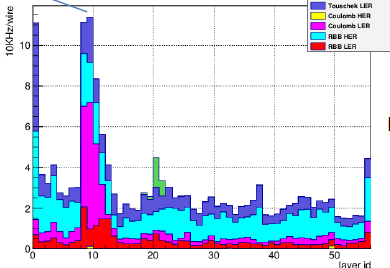 Touschek LER
Coulomb HER
Coulomb LER
RBB HER
RBB LER
10KHz/wire
10
8
6
4
2
0
0 10 20 30 40 50
layer id